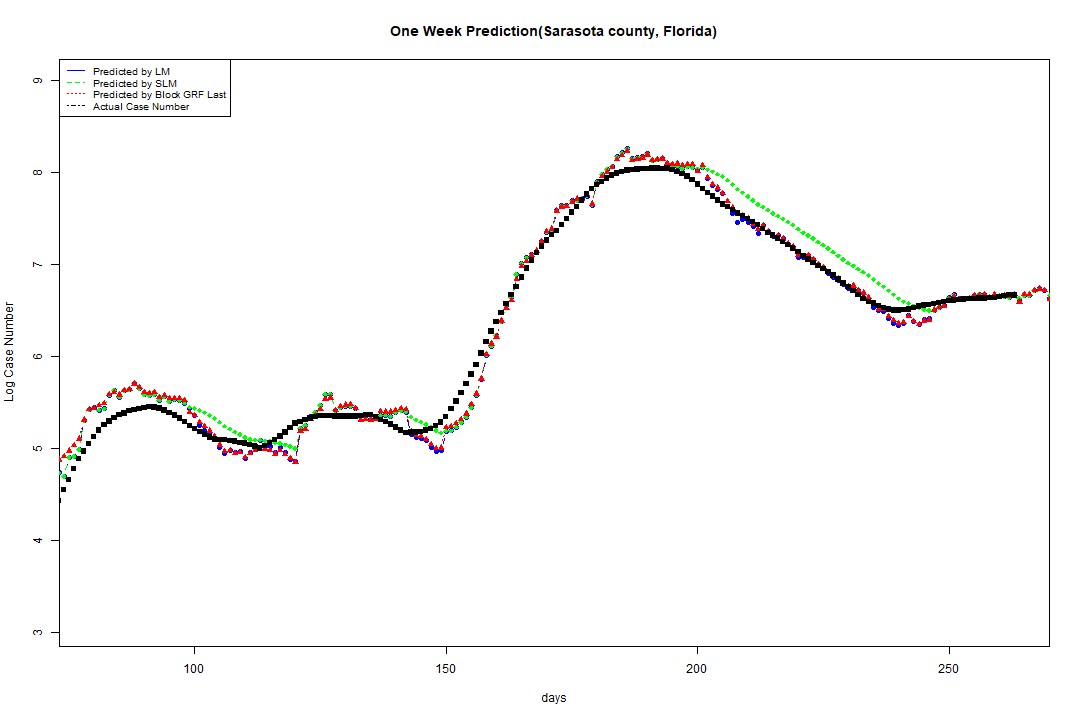 One Week Prediction(Sarasota county, Florida)
Predicted by LM
Predicted by SLM
Predicted by Block GRF Last
Actual Case Number
9
8
7
6
5
4
3
Log Case Number
100 150 200 250
days